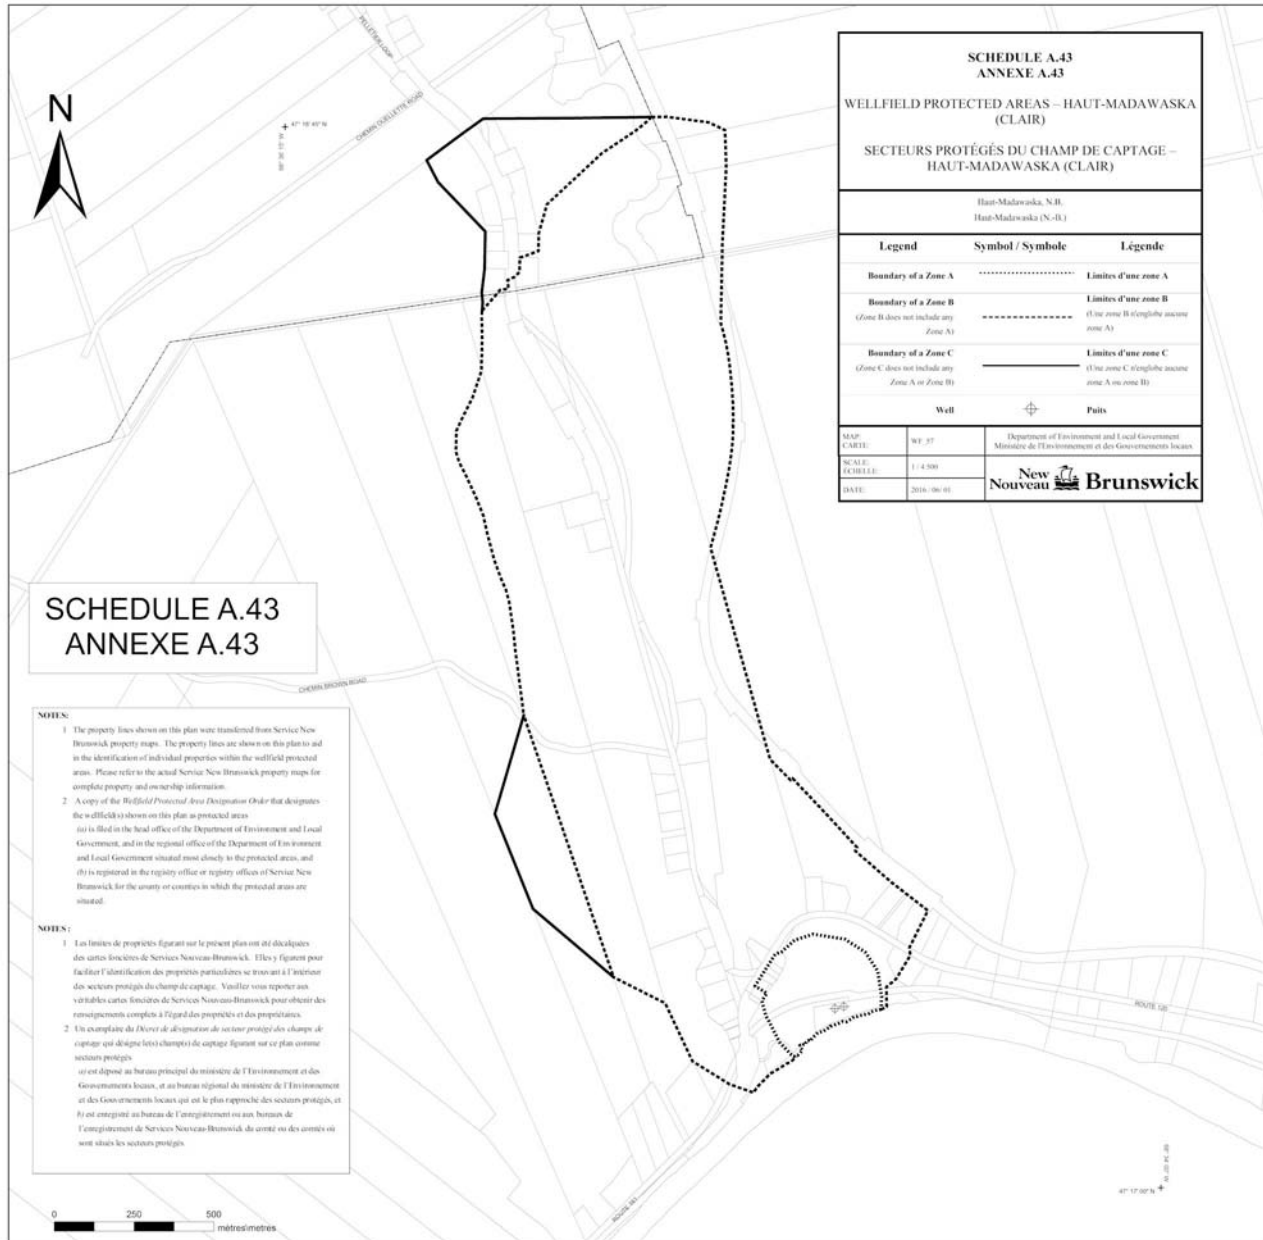 PELLETIER LOOP
CHEMIN OUELLETTE ROAD
N
47° 18' 45" N
SCHEDULE A.43
ANNEXE A.43
WELLFIELD PROTECTED AREAS – HAUT-MADAWASKA
(CLAIR)
SECTEURS PROTÉGÉS DU CHAMP DE CAPTAGE –
HAUT-MADAWASKA (CLAIR)
Haut-Madawaska, N.B.
Haut-Madawaska (N.-B.)
Legend Symbol / Symbole Légende
Boundary of a Zone A Limites d'une zone A
Boundary of a Zone B Limites d'une zone B
(Zone B does not include any (Une zone B n'englobe aucune
Zone A) zone A)
Boundary of a Zone C Limites d'une zone C
(Zone C does not include any (Une zone C n'englobe aucune
Zone A or Zone B) zone A ou zone B)
Well Puits
MAP: Department of Environment and Local Government
CARTE: WF_57 Ministère de l'Environnement et des Gouvernements locaux
SCALE:
ÉCHELLE: 1 / 4 500
DATE: 2016 / 06 / 01
New Nouveau Brunswick
SCHEDULE A.43
ANNEXE A.43
CHEMIN BROWN ROAD
NOTES:
1 The property lines shown on this plan were transferred from Service New
Brunswick property maps. The property lines are shown on this plan to aid
in the identification of individual properties within the wellfield protected
areas. Please refer to the actual Service New Brunswick property maps for
complete property and ownership information.
2 A copy of the Wellfield Protected Area Designation Order that designates
the wellfield(s) shown on this plan as protected areas
(a) is filed in the head office of the Department of Environment and Local
Government, and in the regional office of the Department of Environment
and Local Government situated most closely to the protected areas, and
(b) is registered in the registry office or registry offices of Service New
Brunswick for the county or counties in which the protected areas are
situated.
NOTES :
1 Les limites de propriétés figurant sur le présent plan ont été décalquées
des cartes foncières de Services Nouveau-Brunswick. Elles y figurent pour
faciliter l'identification des propriétés particulières se trouvant à l'intérieur
des secteurs protégés du champ de captage. Veuillez vous reporter aux
véritables cartes foncières de Services Nouveau-Brunswick pour obtenir des
renseignements complets à l'égard des propriétés et des propriétaires.
2 Un exemplaire du Décret de désignation du secteur protégé des champs de
captage qui désigne le(s) champ(s) de captage figurant sur ce plan comme
secteurs protégés
a) est déposé au bureau principal du ministère de l'Environnement et des
Gouvernements locaux, et au bureau régional du ministère de l'Environnement
et des Gouvernements locaux qui est le plus rapproché des secteurs protégés, et
b) est enregistré au bureau de l'enregistrement ou aux bureaux de
l'enregistrement de Services Nouveau-Brunswick du comté ou des comtés où
sont situés les secteurs protégés.
ROUTE 120
ROUTE 161
47° 17' 00" N
0 250 500
mètres\metres